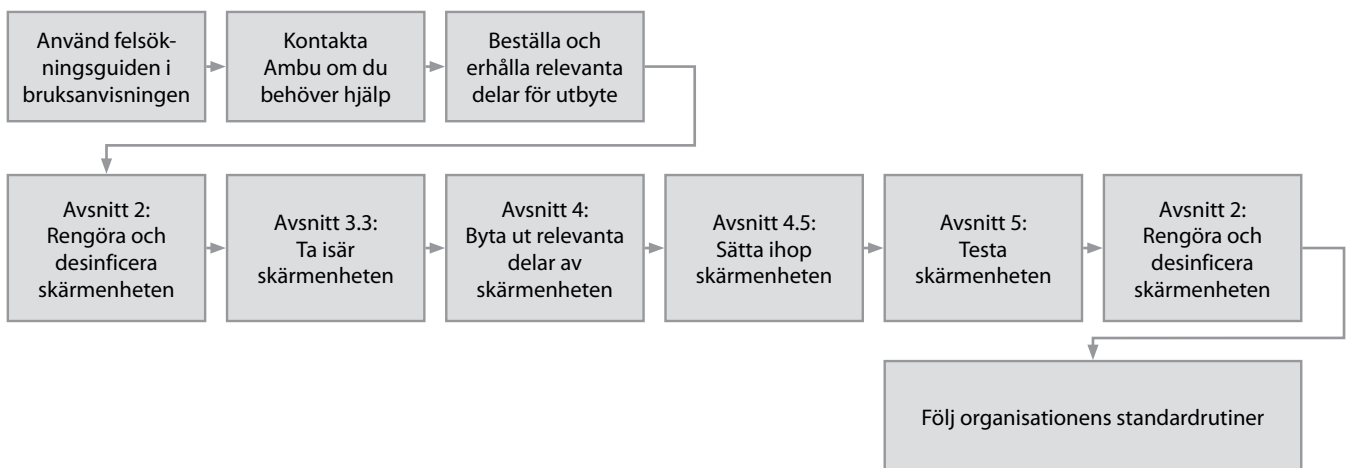 Använd felsök-
ningsguiden i
bruksanvisningen
Kontakta
Ambu om du
behöver hjälp
Beställa och
erhålla relevanta
delar för utbyte
Avsnitt 2:
Rengöra och
desinficera
skärmenheten
Avsnitt 3.3:
Ta isär
skärmenheten
Avsnitt 4:
Byta ut relevanta
delar av
skärmenheten
Avsnitt 4.5:
Sätta ihop
skärmenheten
Avsnitt 5:
Testa
skärmenheten
Avsnitt 2:
Rengöra och
desinficera
skärmenheten
Följ organisationens standardrutiner